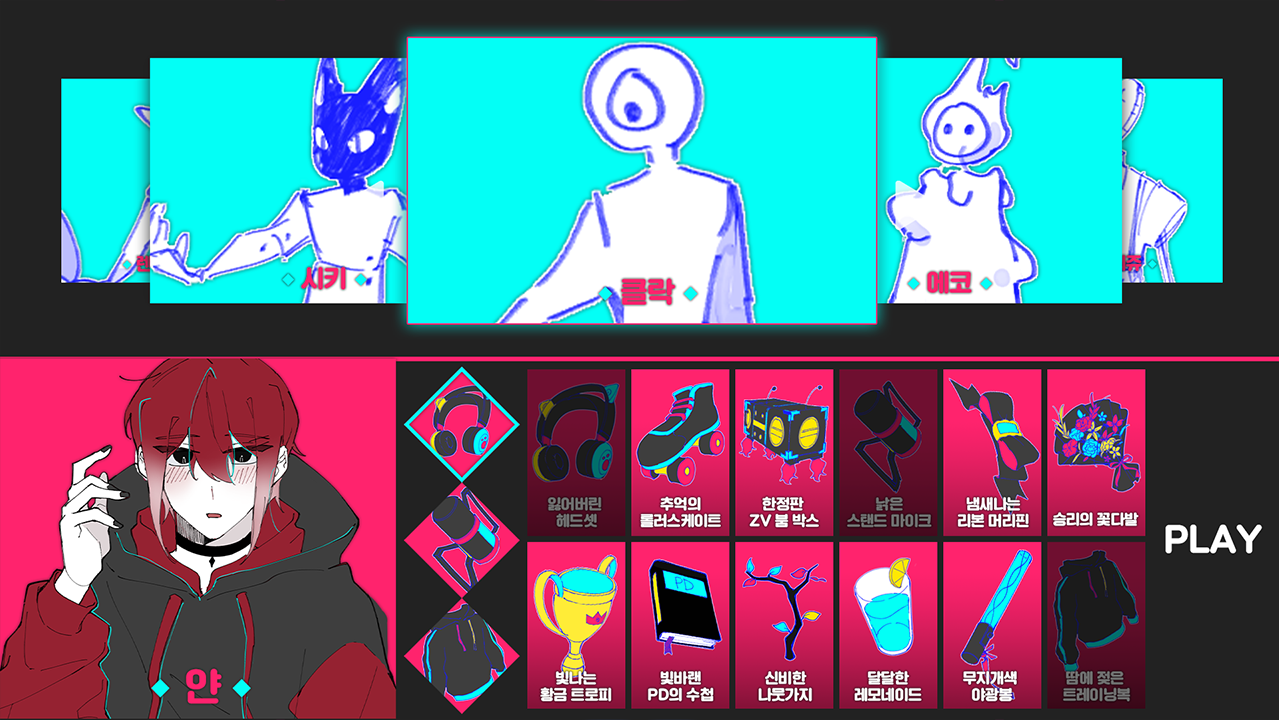 시키
클락
에코
얀
잃어버린
헤드셋
추억의
롤러스케이트
한정판
ZV 붐 박스
낡은
스탠드 마이크
냄새나는
리본 머리핀
승리의 꽃다발
빛나는
황금 트로피
PD
빛바랜
PD의 수첩
신비한
나뭇가지
달달한
레모네이드
무지개색
야광봉
땀에 젖은
트레이닝복
PLAY